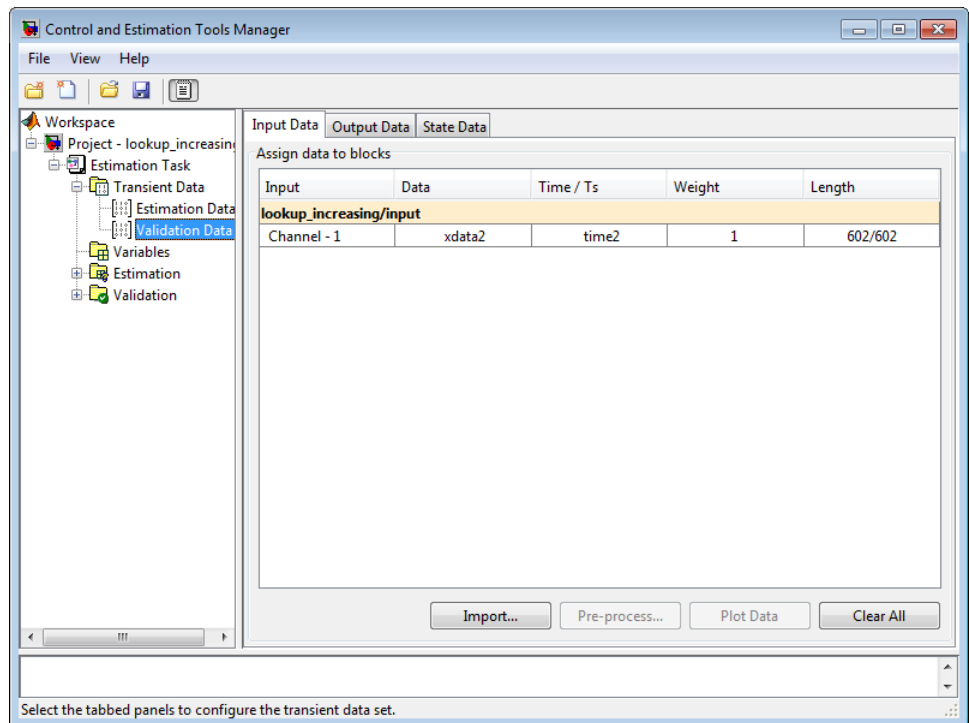 Control and Estimation Tools Manager
File View Help
Workspace
Project - lookup_increasing
Estimation Task
Transient Data
Estimation Data
Validation Data
Variables
Estimation
Validation
Input Data Output Data State Data
Assign data to blocks
Input Data Time / Ts Weight Length
lookup_increasing/input
Channel - 1 xdata2 time2 1 602/602
Import... Pre-process... Plot Data Clear All
Select the tabbed panels to configure the transient data set.